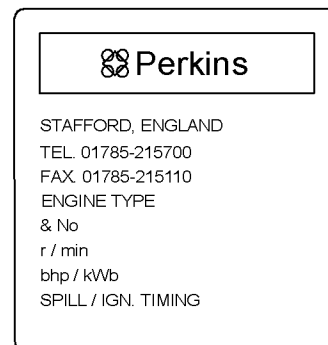 Perkins
STAFFORD, ENGLAND
TEL. 01785-215700
FAX. 01785-215110
ENGINE TYPE
& No
r / min
bhp / kWb
SPILL / IGN. TIMING